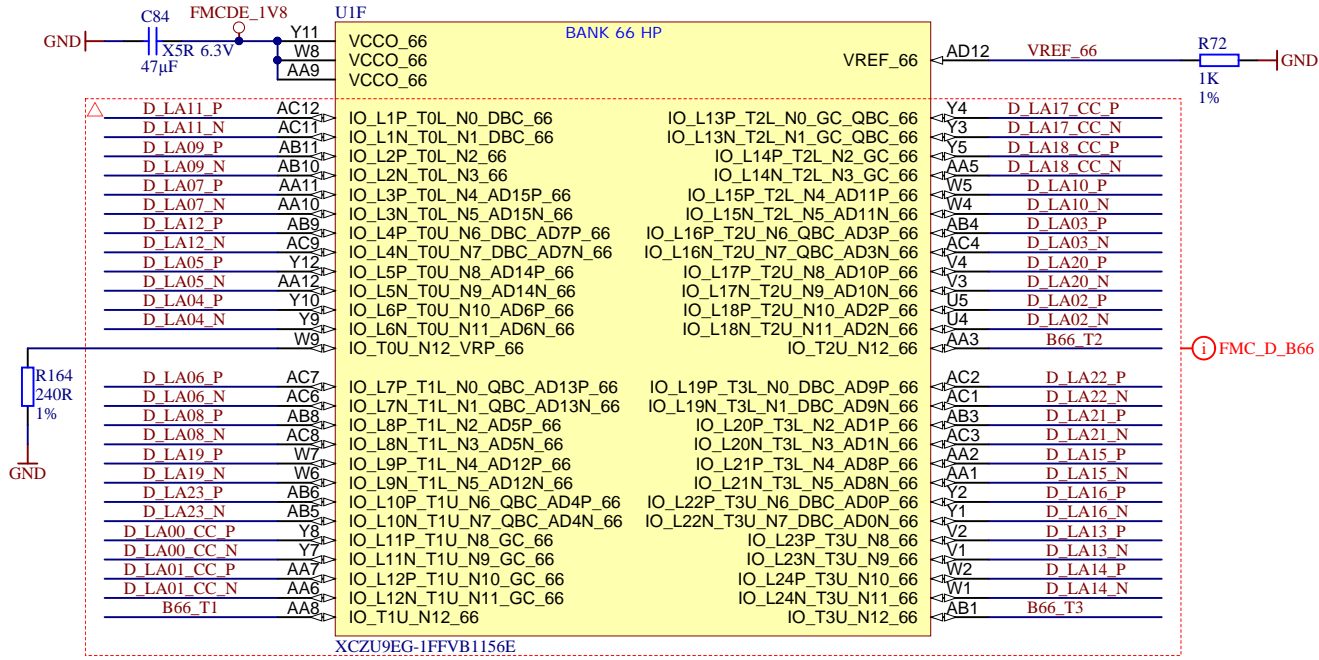 C84
FMCDE_1V8
U1F
GND
X5R 6.3V
47µF
Y11
W8
AA9
VCCO_66
VCCO_66
VCCO_66
BANK 66 HP
VREF_66
AD12
VREF_66
R72
1K
1%
GND
D_LA11_P AC12 IO_L1P_T0L_N0_DBC_66
D_LA11_N AC11 IO_L1N_T0L_N1_DBC_66
D_LA09_P AB11 IO_L2P_T0L_N2_66
D_LA09_N AB10 IO_L2N_T0L_N3_66
D_LA07_P AA11 IO_L3P_T0L_N4_AD15P_66
D_LA07_N AA10 IO_L3N_T0L_N5_AD15N_66
D_LA12_P AB9 IO_L4P_T0U_N6_DBC_AD7P_66
D_LA12_N AC9 IO_L4N_T0U_N7_DBC_AD7N_66
D_LA05_P Y12 IO_L5P_T0U_N8_AD14P_66
D_LA05_N AA12 IO_L5N_T0U_N9_AD14N_66
D_LA04_P Y10 IO_L6P_T0U_N10_AD6P_66
D_LA04_N Y9 IO_L6N_T0U_N11_AD6N_66
W9 IO_T0U_N12_VRP_66
R164
240R
1%
GND
D_LA06_P AC7 IO_L7P_T1L_N0_QBC_AD13P_66
D_LA06_N AC6 IO_L7N_T1L_N1_QBC_AD13N_66
D_LA08_P AB8 IO_L8P_T1L_N2_AD5P_66
D_LA08_N AC8 IO_L8N_T1L_N3_AD5N_66
D_LA19_P W7 IO_L9P_T1L_N4_AD12P_66
D_LA19_N W6 IO_L9N_T1L_N5_AD12N_66
D_LA23_P AB6 IO_L10P_T1U_N6_QBC_AD4P_66
D_LA23_N AB5 IO_L10N_T1U_N7_QBC_AD4N_66
D_LA00_CC_P Y8 IO_L11P_T1U_N8_GC_66
D_LA00_CC_N Y7 IO_L11N_T1U_N9_GC_66
D_LA01_CC_P AA7 IO_L12P_T1U_N10_GC_66
D_LA01_CC_N AA6 IO_L12N_T1U_N11_GC_66
B66_T1 AA8 IO_T1U_N12_66
IO_L13P_T2L_N0_GC_QBC_66 Y4 D_LA17_CC_P
IO_L13N_T2L_N1_GC_QBC_66 Y3 D_LA17_CC_N
IO_L14P_T2L_N2_GC_66 Y5 D_LA18_CC_P
IO_L14N_T2L_N3_GC_66 AA5 D_LA18_CC_N
IO_L15P_T2L_N4_AD11P_66 W5 D_LA10_P
IO_L15N_T2L_N5_AD11N_66 W4 D_LA10_N
IO_L16P_T2U_N6_QBC_AD3P_66 AB4 D_LA03_P
IO_L16N_T2U_N7_QBC_AD3N_66 AC4 D_LA03_N
IO_L17P_T2U_N8_AD10P_66 V4 D_LA20_P
IO_L17N_T2U_N9_AD10N_66 V3 D_LA20_N
IO_L18P_T2U_N10_AD2P_66 U5 D_LA02_P
IO_L18N_T2U_N11_AD2N_66 U4 D_LA02_N
IO_T2U_N12_66 AA3 B66_T2
i FMC_D_B66
IO_L19P_T3L_N0_DBC_AD9P_66 AC2 D_LA22_P
IO_L19N_T3L_N1_DBC_AD9N_66 AC1 D_LA22_N
IO_L20P_T3L_N2_AD1P_66 AB3 D_LA21_P
IO_L20N_T3L_N3_AD1N_66 AC3 D_LA21_N
IO_L21P_T3L_N4_AD8P_66 AA2 D_LA15_P
IO_L21N_T3L_N5_AD8N_66 AA1 D_LA15_N
IO_L22P_T3U_N6_DBC_AD0P_66 Y2 D_LA16_P
IO_L22N_T3U_N7_DBC_AD0N_66 Y1 D_LA16_N
IO_L23P_T3U_N8_66 V2 D_LA13_P
IO_L23N_T3U_N9_66 V1 D_LA13_N
IO_L24P_T3U_N10_66 W2 D_LA14_P
IO_L24N_T3U_N11_66 W1 D_LA14_N
IO_T3U_N12_66 AB1 B66_T3
XCZU9EG-1FFVB1156E